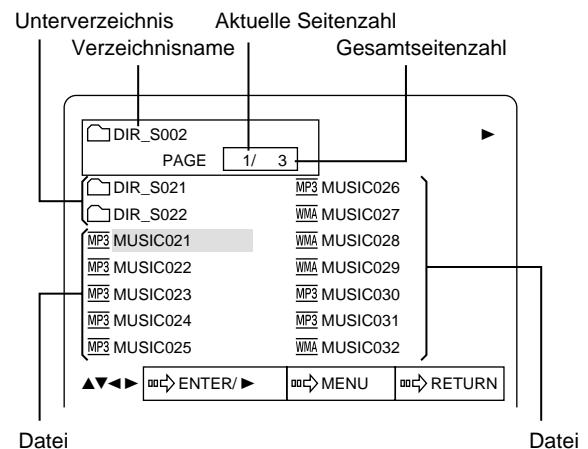 Unterverzeichnis
Aktuelle Seitenzahl
Verzeichnisname
Gesamtseitenzahl
DIR_S002
PAGE 1/ 3
DIR_S021
DIR_S022
MP3 MUSIC021
MP3 MUSIC022
MP3 MUSIC023
MP3 MUSIC024
MP3 MUSIC025
MP3 MUSIC026
WMA MUSIC027
WMA MUSIC028
WMA MUSIC029
MP3 MUSIC030
MP3 MUSIC031
WMA MUSIC032
ENTER/
MENU
RETURN
Datei
Datei